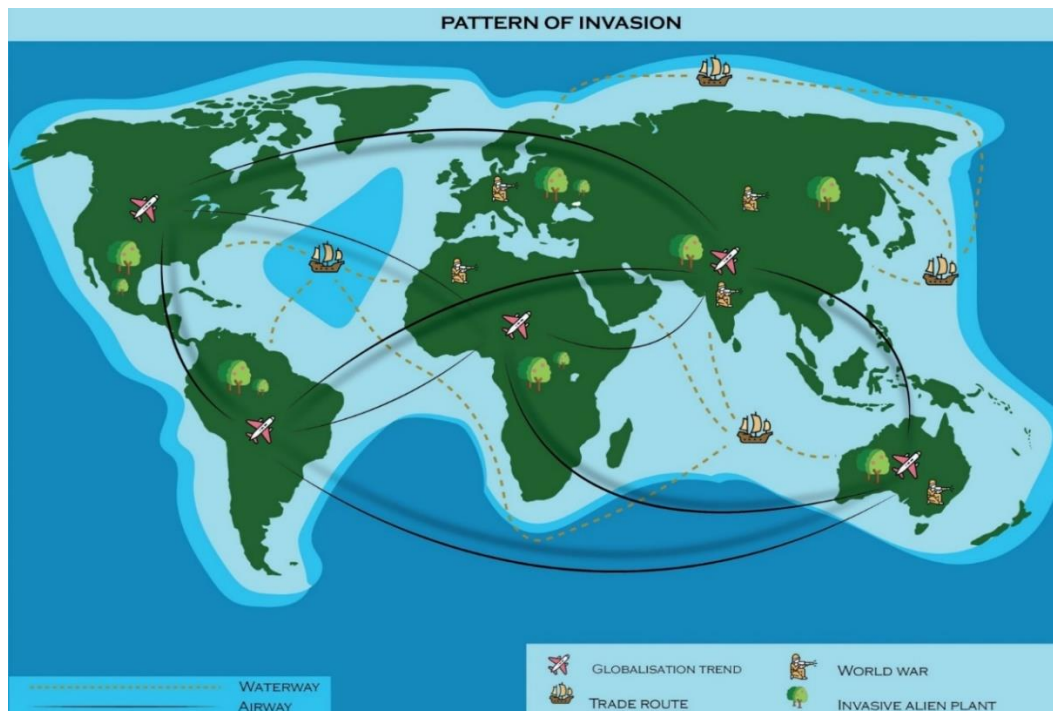 PATTERN OF INVASION
WATERWAY
AIRWAY
GLOBALISATION TREND
WORLD WAR
TRADE ROUTE
INVASIVE ALIEN PLANT